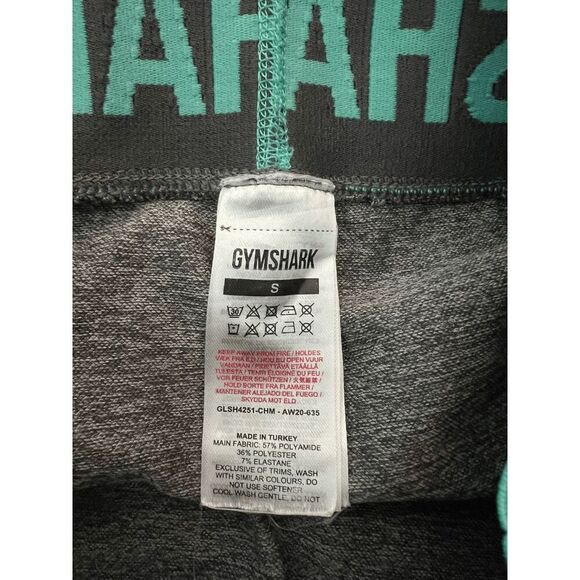 GYMSHARK
S
30
KEEP AWAY FROM FIRE / HOLDES
VÆK FRA ILD / HOU BIJ OPEN VUUR
VANDAAN / PIDETTÄVÄ ETÄÄLLÄ
TULESTA / TENIR ÉLOIGNÉ DU FEU /
VOR FEUER SCHÜTZEN / 火気厳禁 /
HOLD BORTE FRA FLAMMER /
MANTENER ALEJADO DEL FUEGO /
SKYDDA MOT ELD
GLSH4251-CHM - AW20-635
MADE IN TURKEY
MAIN FABRIC: 57% POLYAMIDE
36% POLYESTER
7% ELASTANE
EXCLUSIVE OF TRIMS, WASH
WITH SIMILAR COLOURS, DO
NOT USE SOFTENER
COOL WASH GENTLE, DO NOT